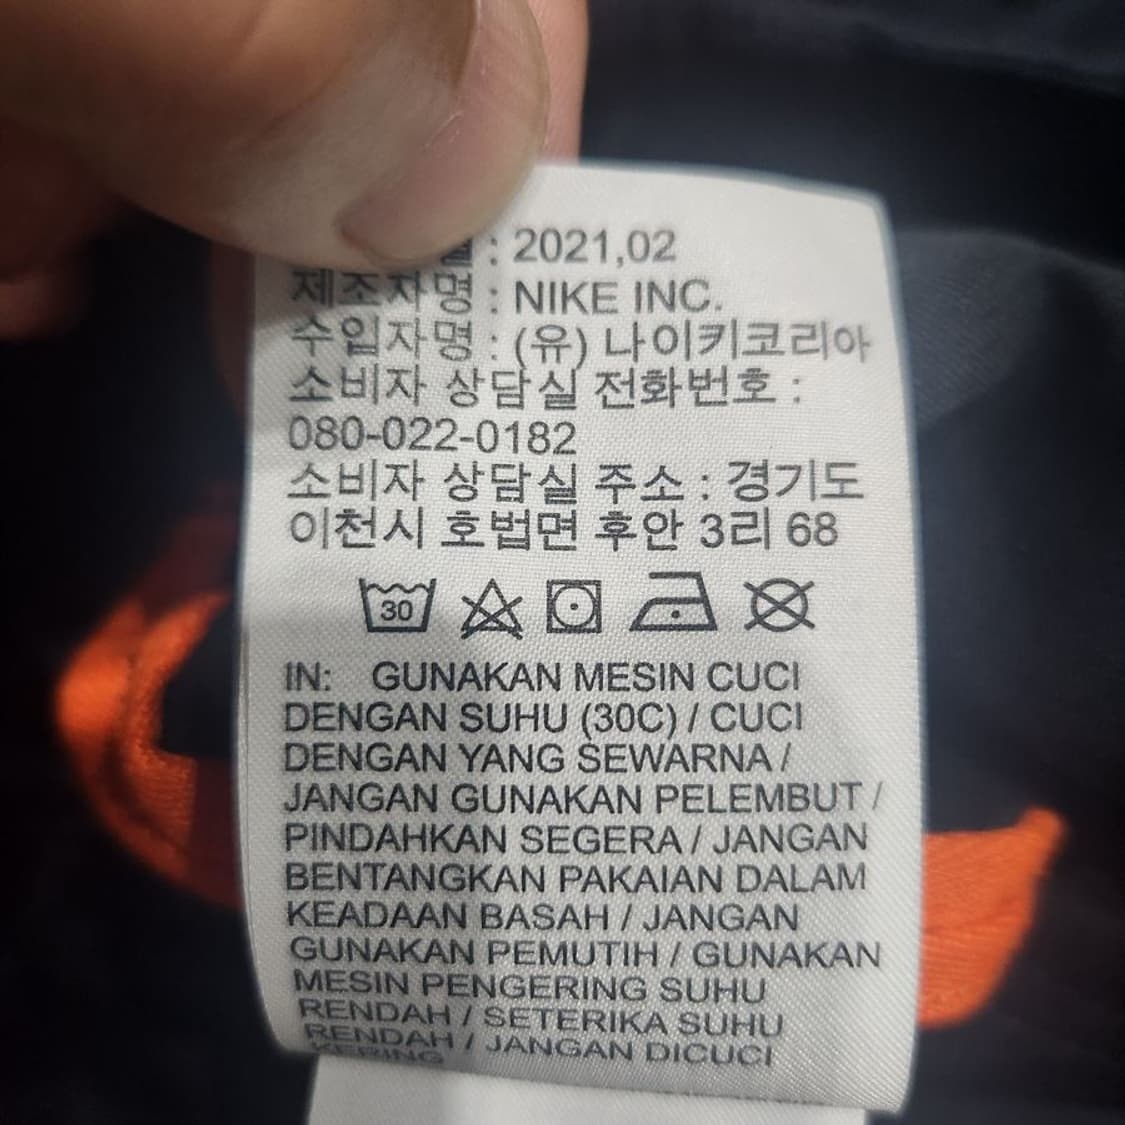 : 2021,02
제조자명 : NIKE INC.
수입자명 : (유) 나이키코리아
소비자 상담실 전화번호 :
080-022-0182
소비자 상담실 주소 : 경기도
이천시 호법면 후안 3리 68
30
IN: GUNAKAN MESIN CUCI
DENGAN SUHU (30C) / CUCI
DENGAN YANG SEWARNA /
JANGAN GUNAKAN PELEMBUT /
PINDAHKAN SEGERA / JANGAN
BENTANGKAN PAKAIAN DALAM
KEADAAN BASAH / JANGAN
GUNAKAN PEMUTIH / GUNAKAN
MESIN PENGERING SUHU
RENDAH / SETERIKA SUHU
RENDAH / JANGAN DICUCI
KERING